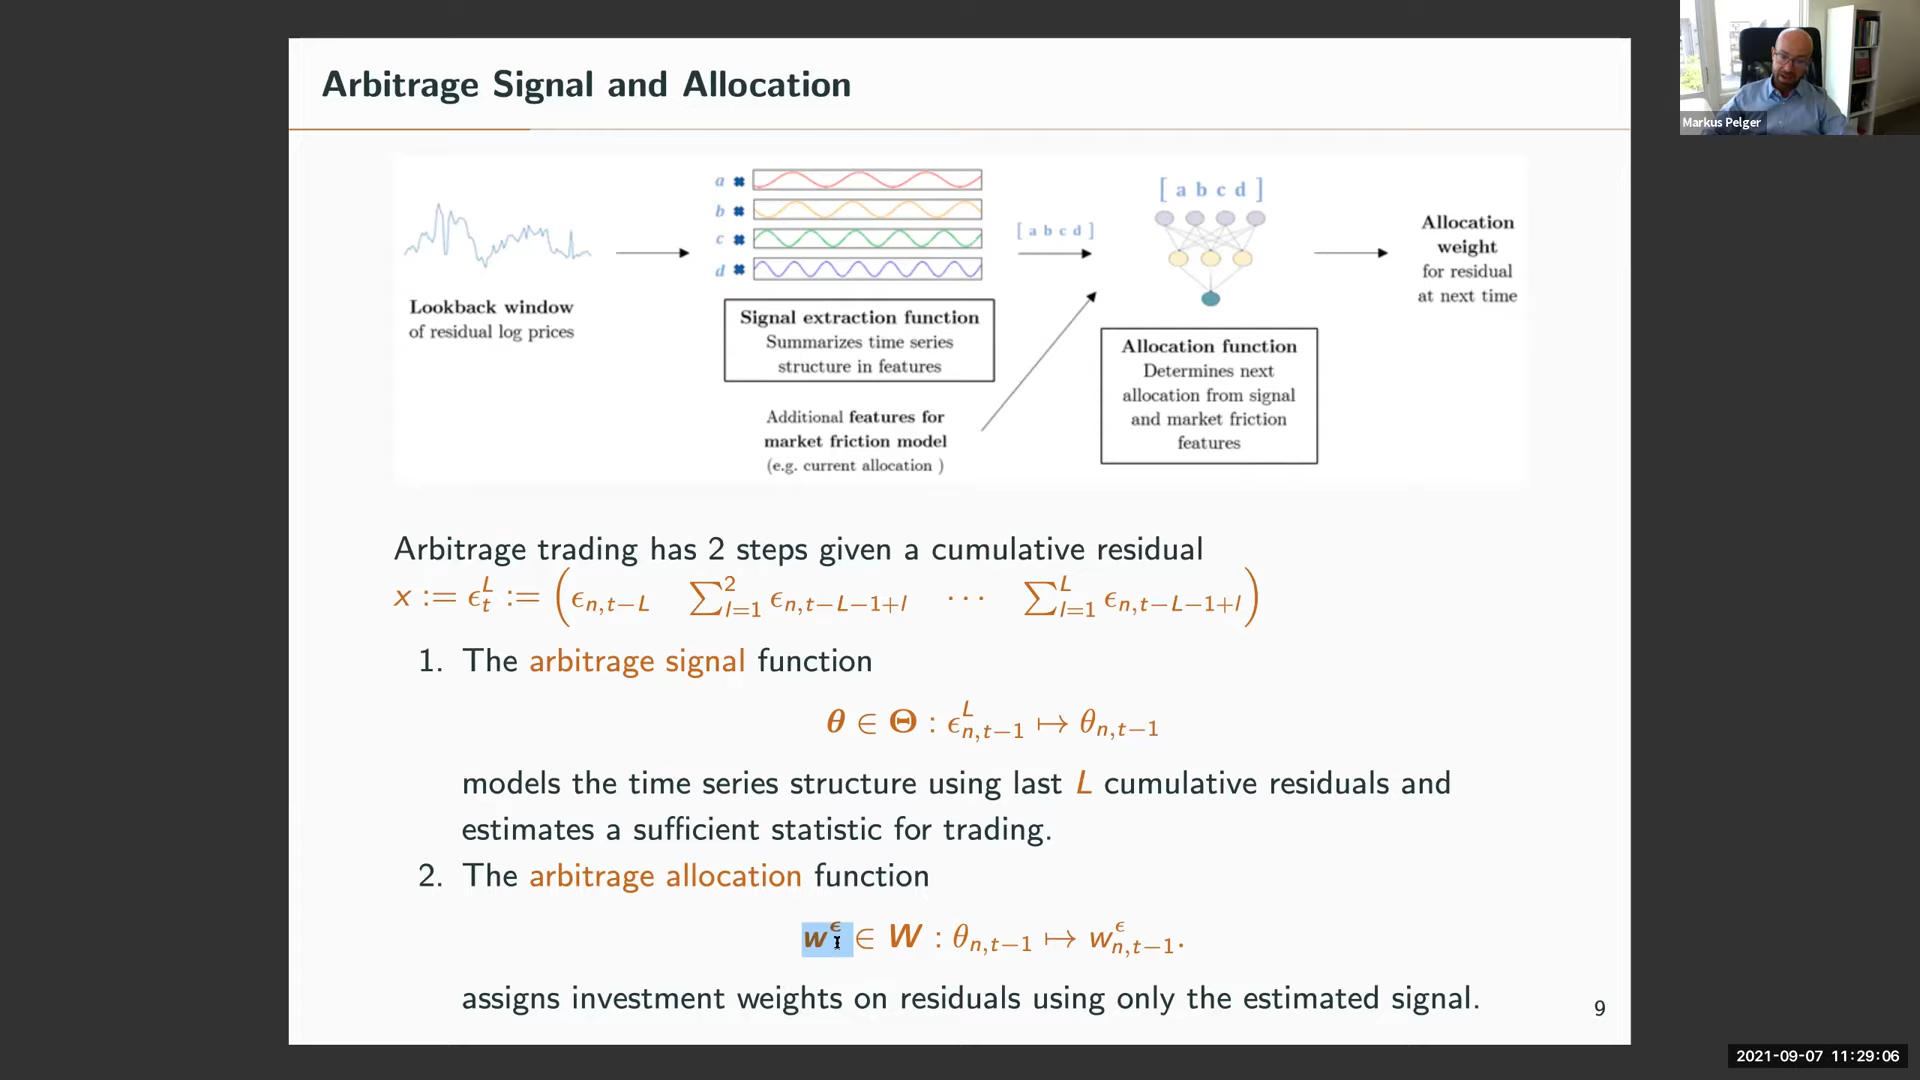 Arbitrage Signal and Allocation
Markus Pelger
a
b
c
d
[ a b c d ]
[ a b c d ]
Lookback window
of residual log prices
Signal extraction function
Summarizes time series
structure in features
Additional features for
market friction model
(e.g. current allocation )
Allocation function
Determines next
allocation from signal
and market friction
features
Allocation
weight
for residual
at next time
Arbitrage trading has 2 steps given a cumulative residual
x := ϵ_t^L := (ϵ_{n,t−L} ∑_{l=1}^2 ϵ_{n,t−L−1+l} ⋯ ∑_{l=1}^L ϵ_{n,t−L−1+l})
1. The arbitrage signal function
θ ∈ Θ : ϵ_{n,t−1}^L ↦ θ_{n,t−1}
models the time series structure using last L cumulative residuals and
estimates a sufficient statistic for trading.
2. The arbitrage allocation function
w^ϵ ∈ W : θ_{n,t−1} ↦ w_{n,t−1}^ϵ.
assigns investment weights on residuals using only the estimated signal.
9
2021-09-07 11:29:06